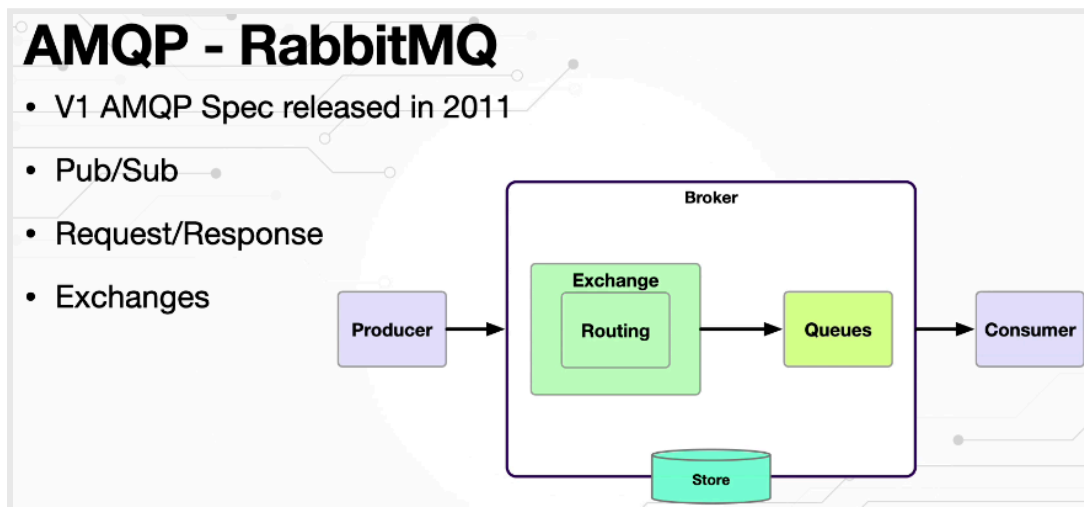 AMQP - RabbitMQ
• V1 AMQP Spec released in 2011
• Pub/Sub
• Request/Response
• Exchanges
Broker
Exchange
Producer
Routing
Queues
Consumer
Store